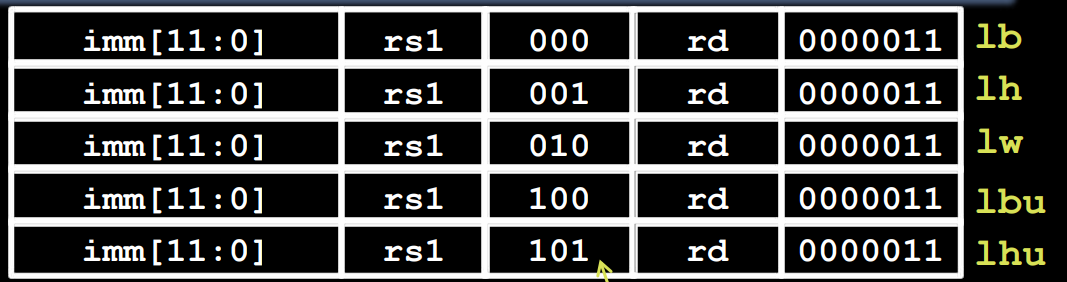 imm[11:0] rs1 000 rd 0000011 lb
imm[11:0] rs1 001 rd 0000011 lh
imm[11:0] rs1 010 rd 0000011 lw
imm[11:0] rs1 100 rd 0000011 lbu
imm[11:0] rs1 101 rd 0000011 lhu